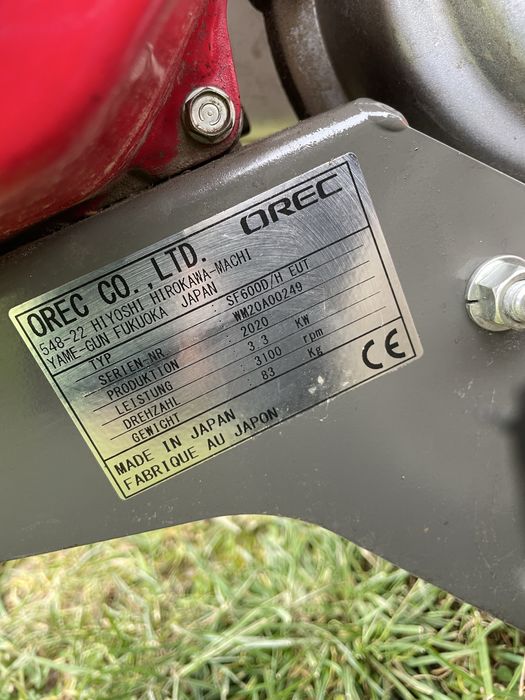 OREC
OREC CO.,LTD.
548-22 HIYOSHI HIROKAWA-MACHI
YAME-GUN FUKUOKA JAPAN
TYP : SF600D/H EUT
SERIEN-NR. : WM20A00249
PRODUKTION : 2020
LEISTUNG : 3.3 KW
DREHZAHL : 3100 rpm
GEWICHT : 83 Kg
MADE IN JAPAN
FABRIQUE AU JAPON
CE